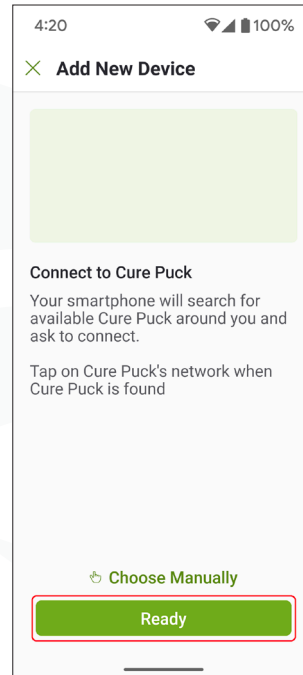 4:20 100%
Add New Device
Connect to Cure Puck
Your smartphone will search for
available Cure Puck around you and
ask to connect.
Tap on Cure Puck's network when
Cure Puck is found
Choose Manually
Ready